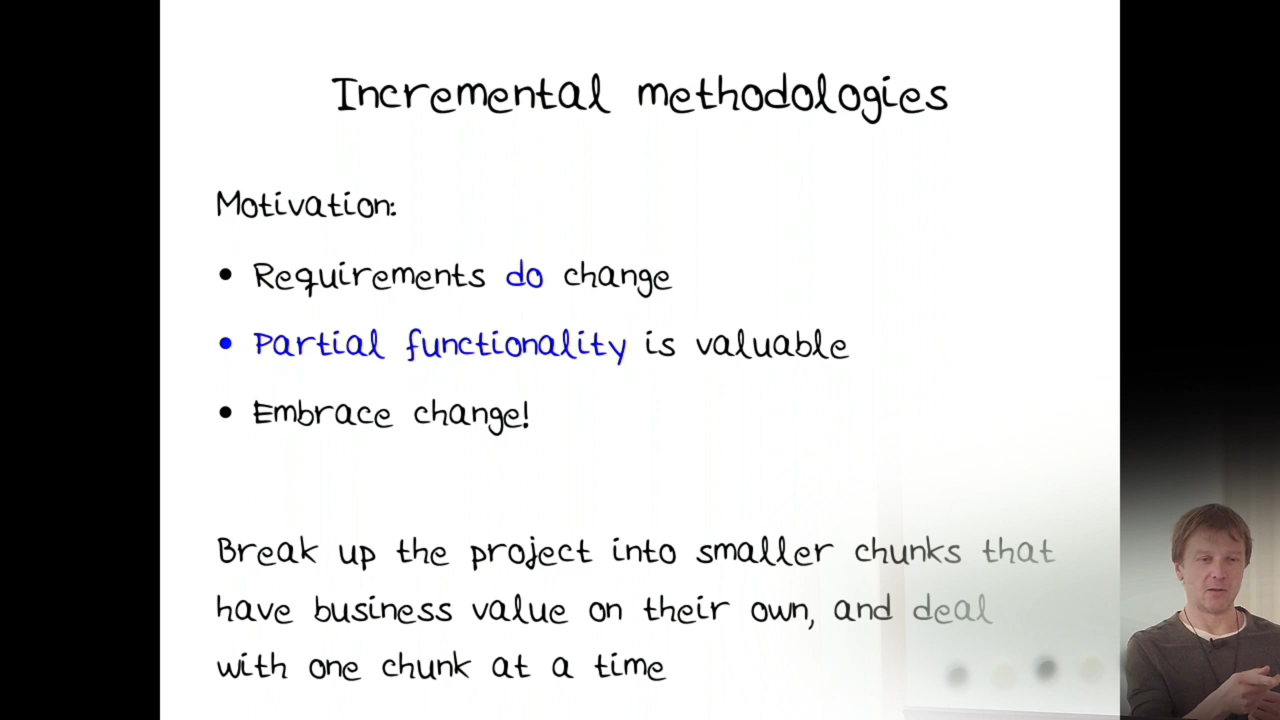 Incremental methodologies
Motivation:
• Requirements do change
• Partial functionality is valuable
• Embrace change!
Break up the project into smaller chunks that
have business value on their own, and deal
with one chunk at a time